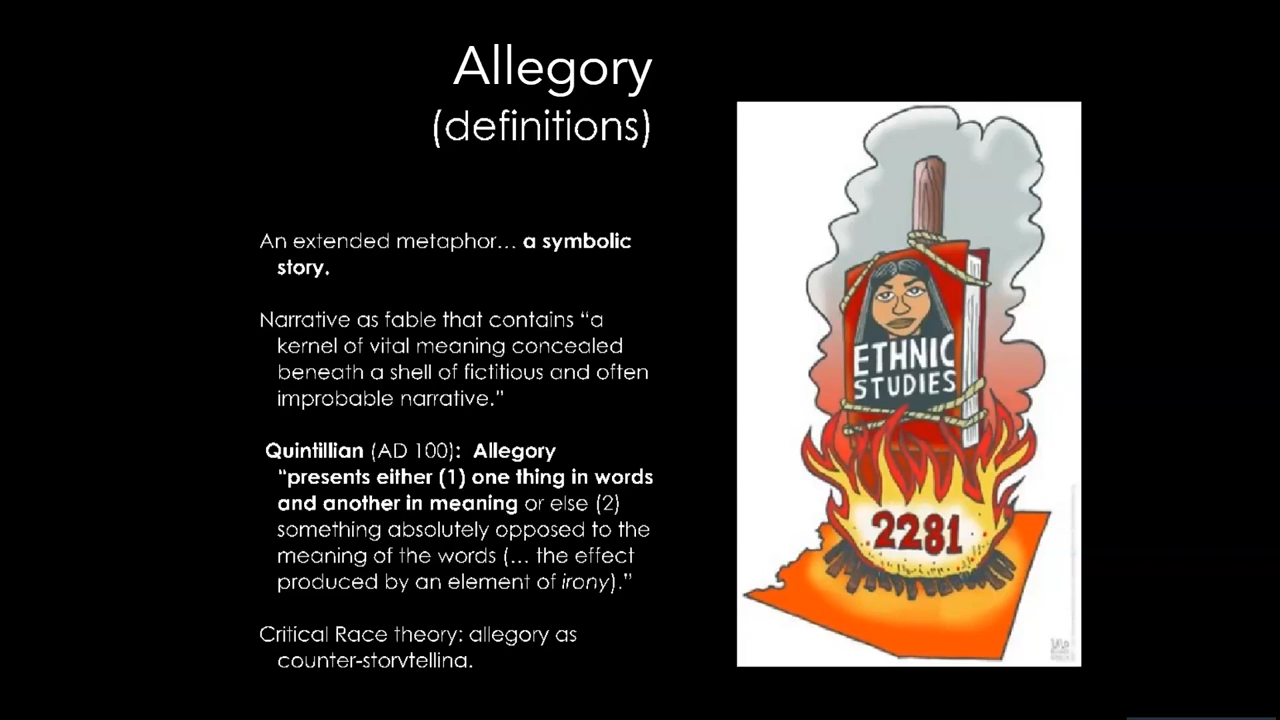 Allegory
(definitions)
An extended metaphor… a symbolic
story.
Narrative as fable that contains “a
kernel of vital meaning concealed
beneath a shell of fictitious and often
improbable narrative.”
Quintillian (AD 100): Allegory
“presents either (1) one thing in words
and another in meaning or else (2)
something absolutely opposed to the
meaning of the words (… the effect
produced by an element of irony).”
Critical Race theory: allegory as
counter-storytelling.
ETHNIC
STUDIES
2281